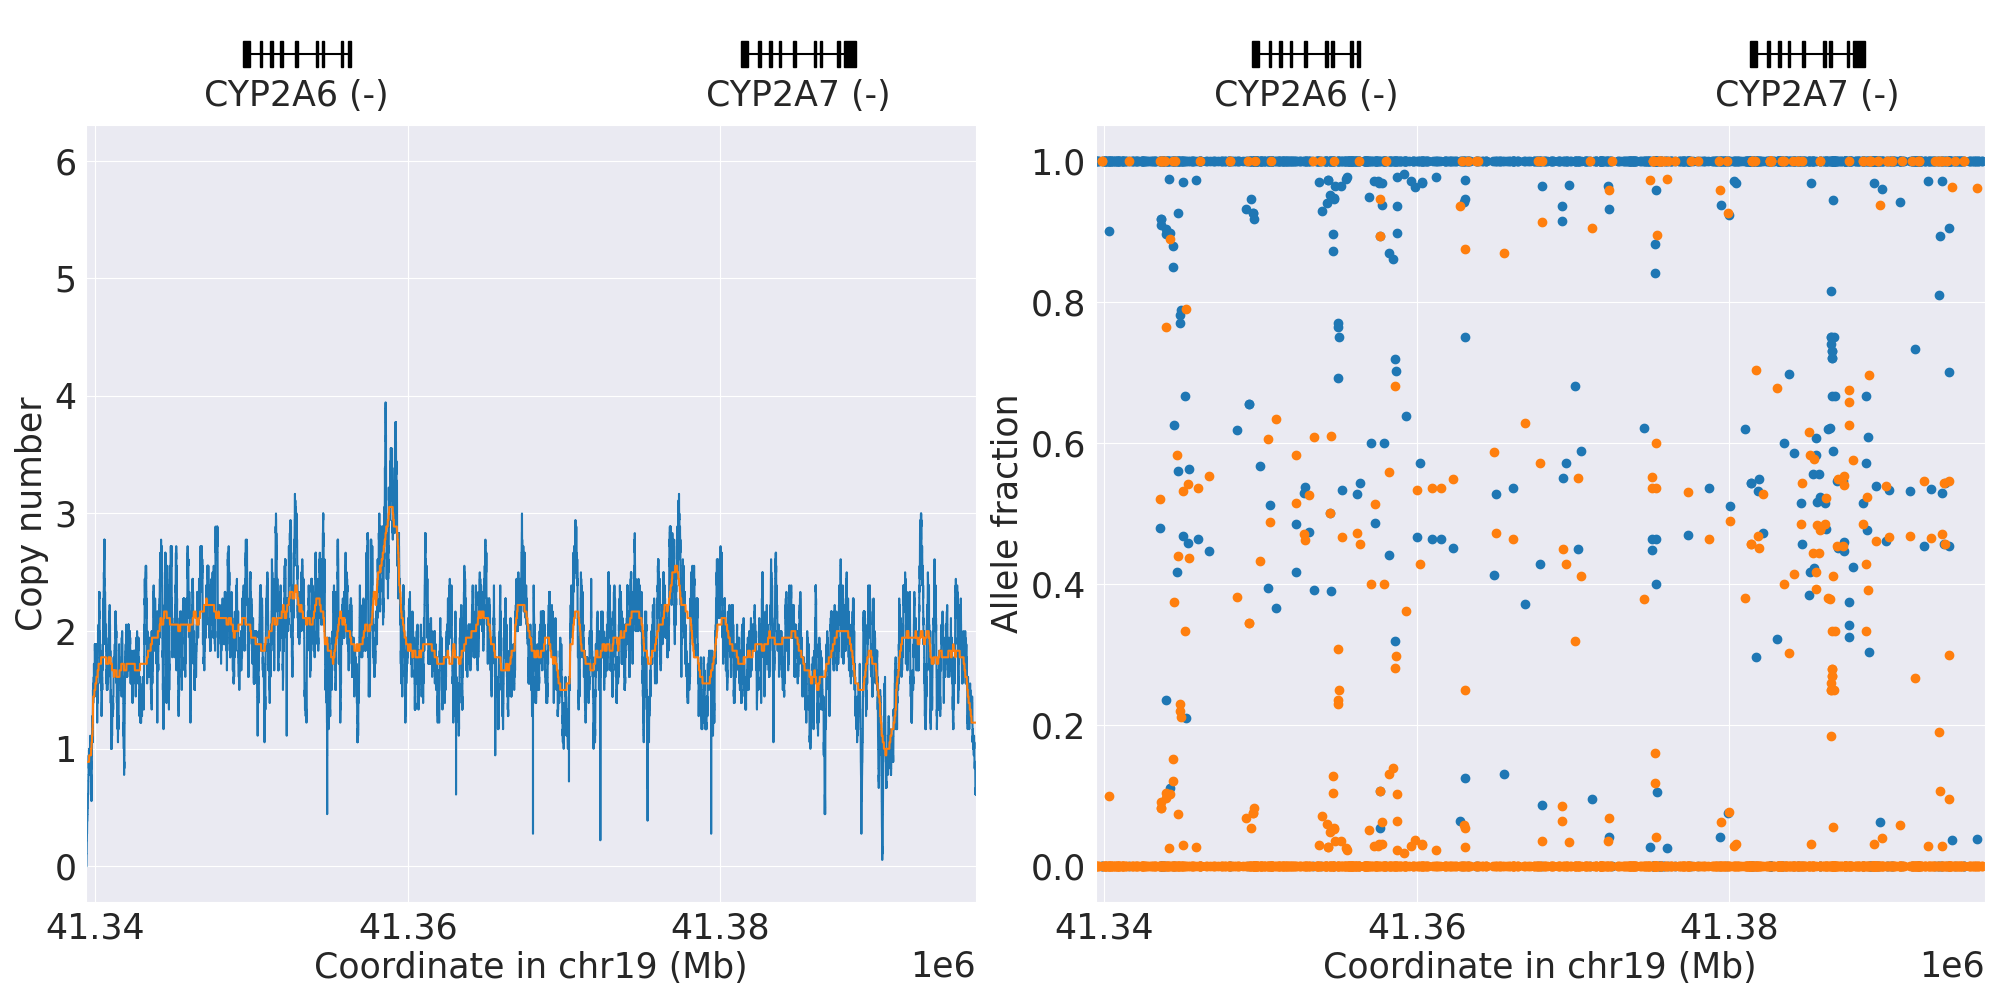 CYP2A6 (-)
CYP2A7 (-)
6
5
4
3
2
1
0
Copy number
41.34
41.36
41.38
Coordinate in chr19 (Mb)
1e6
CYP2A6 (-)
CYP2A7 (-)
1.0
0.8
0.6
0.4
0.2
0.0
Allele fraction
41.34
41.36
41.38
Coordinate in chr19 (Mb)
1e6